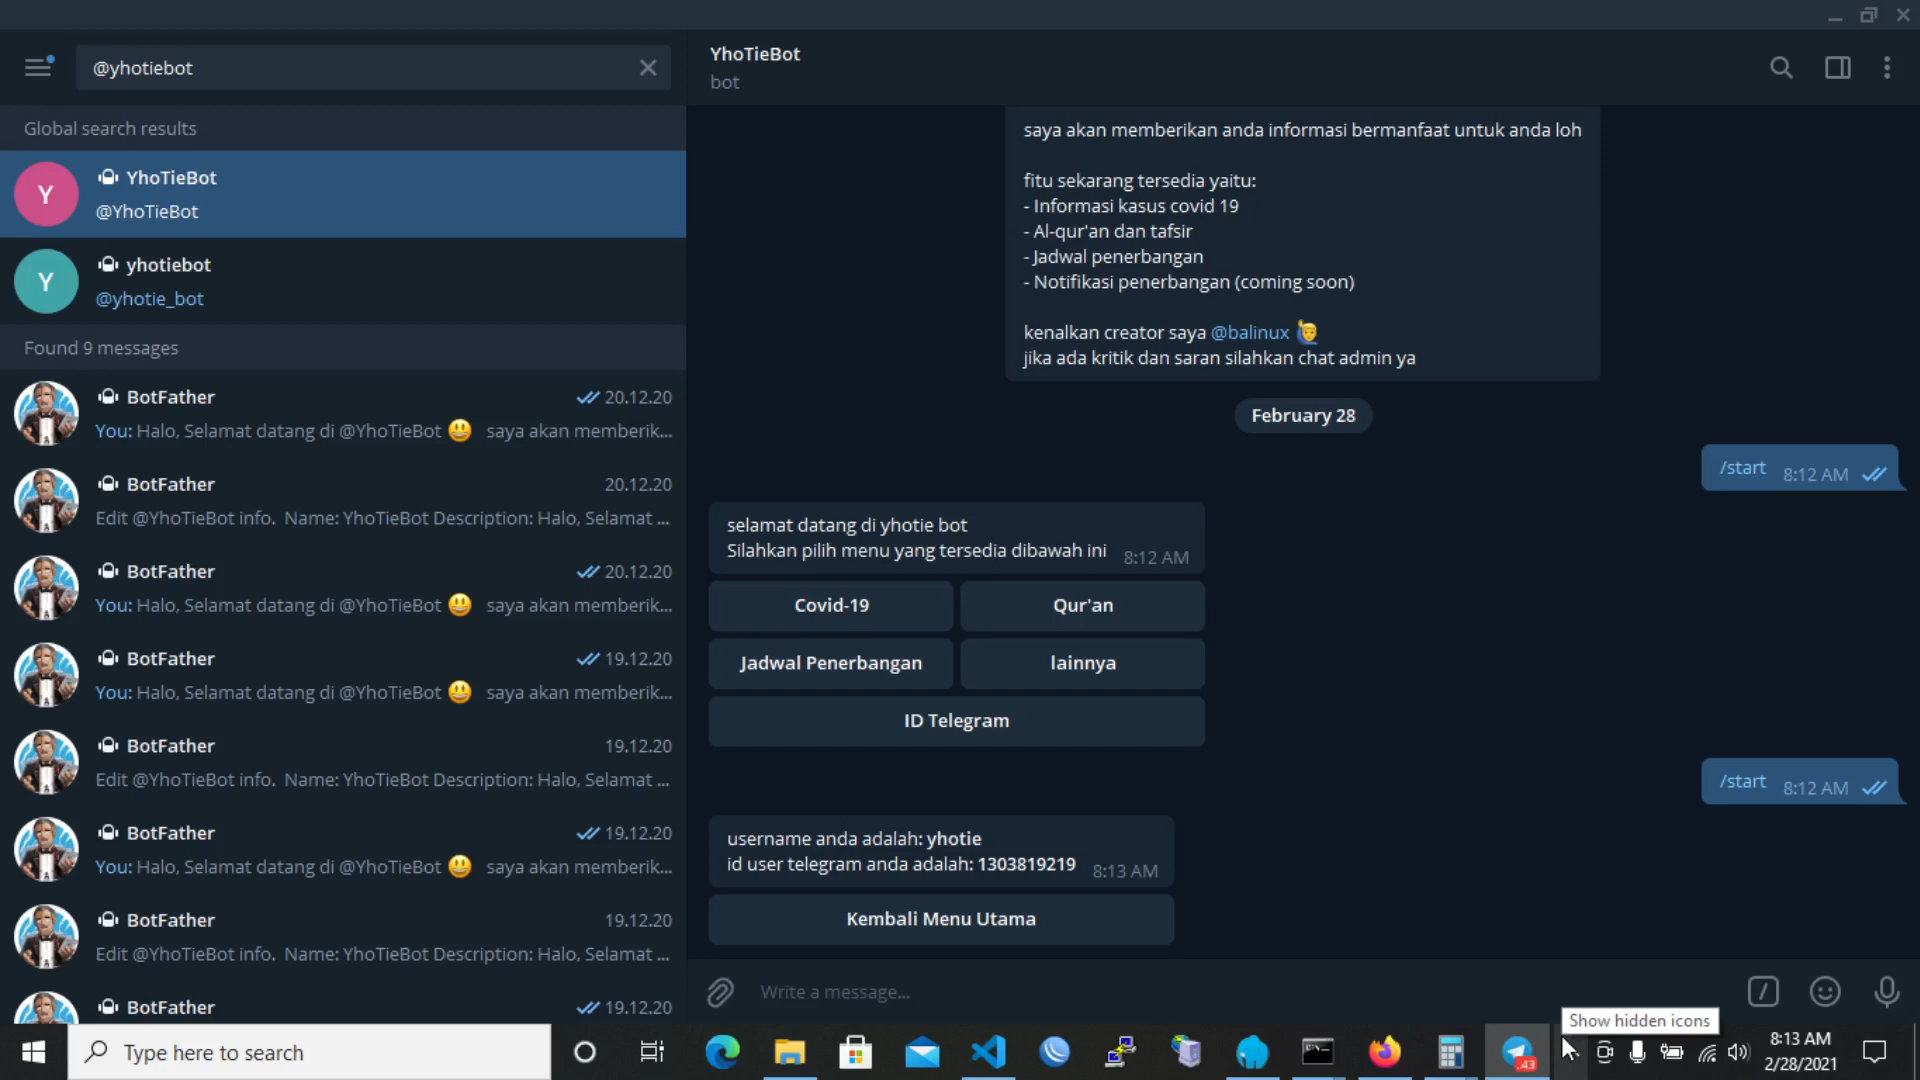 @yhotiebot
Global search results
Y
YhoTieBot
@YhoTieBot
Y
yhotiebot
@yhotie_bot
Found 9 messages
BotFather 20.12.20
You: Halo, Selamat datang di @YhoTieBot 😃 saya akan memberik...
BotFather 20.12.20
Edit @YhoTieBot info. Name: YhoTieBot Description: Halo, Selamat ...
BotFather 20.12.20
You: Halo, Selamat datang di @YhoTieBot 😃 saya akan memberik...
BotFather 19.12.20
You: Halo, Selamat datang di @YhoTieBot 😃 saya akan memberik...
BotFather 19.12.20
Edit @YhoTieBot info. Name: YhoTieBot Description: Halo, Selamat ...
BotFather 19.12.20
You: Halo, Selamat datang di @YhoTieBot 😃 saya akan memberik...
BotFather 19.12.20
Edit @YhoTieBot info. Name: YhoTieBot Description: Halo, Selamat ...
BotFather 19.12.20
YhoTieBot
bot
saya akan memberikan anda informasi bermanfaat untuk anda loh
fitu sekarang tersedia yaitu:
- Informasi kasus covid 19
- Al-qur'an dan tafsir
- Jadwal penerbangan
- Notifikasi penerbangan (coming soon)
kenalkan creator saya @balinux 🙋‍♂️
jika ada kritik dan saran silahkan chat admin ya
February 28
/start 8:12 AM
selamat datang di yhotie bot
Silahkan pilih menu yang tersedia dibawah ini 8:12 AM
Covid-19 Qur'an
Jadwal Penerbangan lainnya
ID Telegram
/start 8:12 AM
username anda adalah: yhotie
id user telegram anda adalah: 1303819219 8:13 AM
Kembali Menu Utama
Write a message...
Show hidden icons
Type here to search
43
8:13 AM
2/28/2021